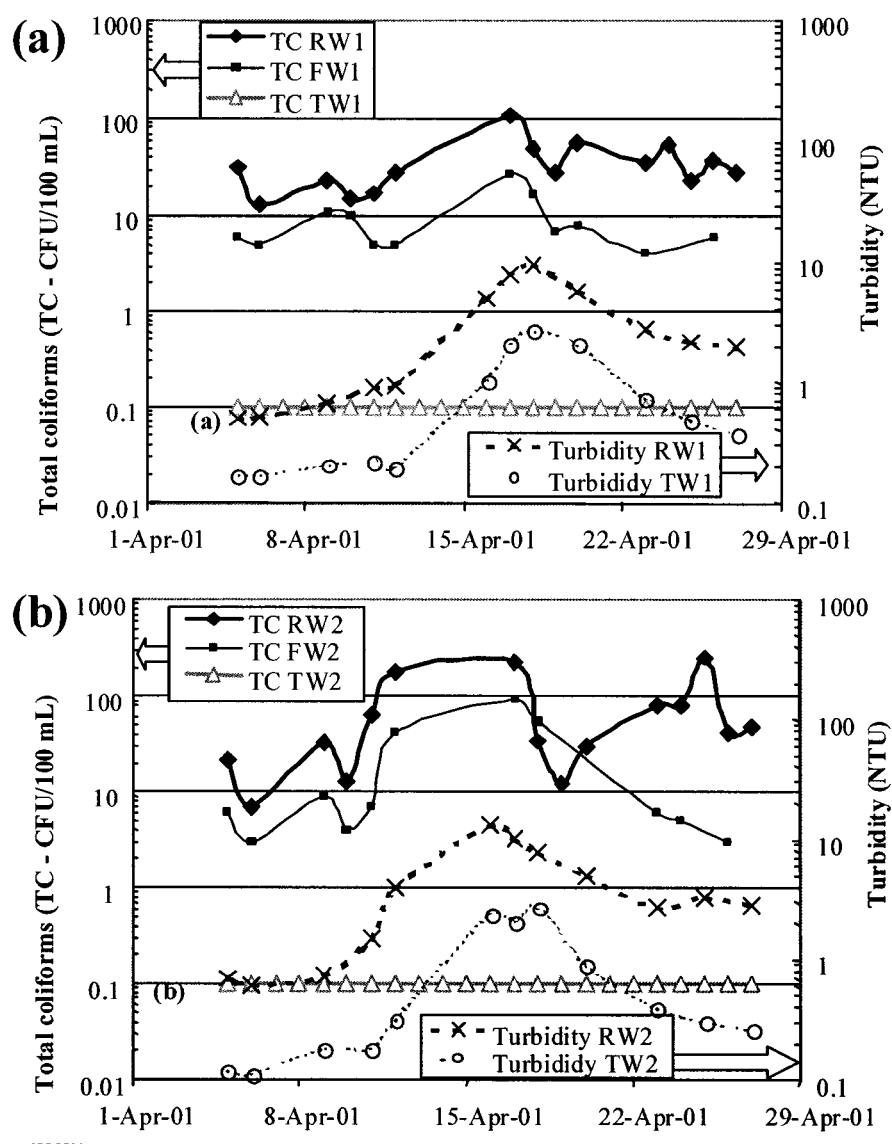 (a)
1000
TC RW1
TC FW1
TC TW1
1000
100
100
10
10
1
1
0.1
(a)
Turbidity RW1
Turbididy TW1
0.01
0.1
1-Apr-01 8-Apr-01 15-Apr-01 22-Apr-01 29-Apr-01
Total coliforms (TC - CFU/100 mL)
Turbidity (NTU)
(b)
1000
TC RW2
TC FW2
TC TW2
1000
100
100
10
10
1
1
0.1
(b)
Turbidity RW2
Turbididy TW2
0.01
0.1
1-Apr-01 8-Apr-01 15-Apr-01 22-Apr-01 29-Apr-01
Total coliforms (TC - CFU/100 mL)
Turbidity (NTU)